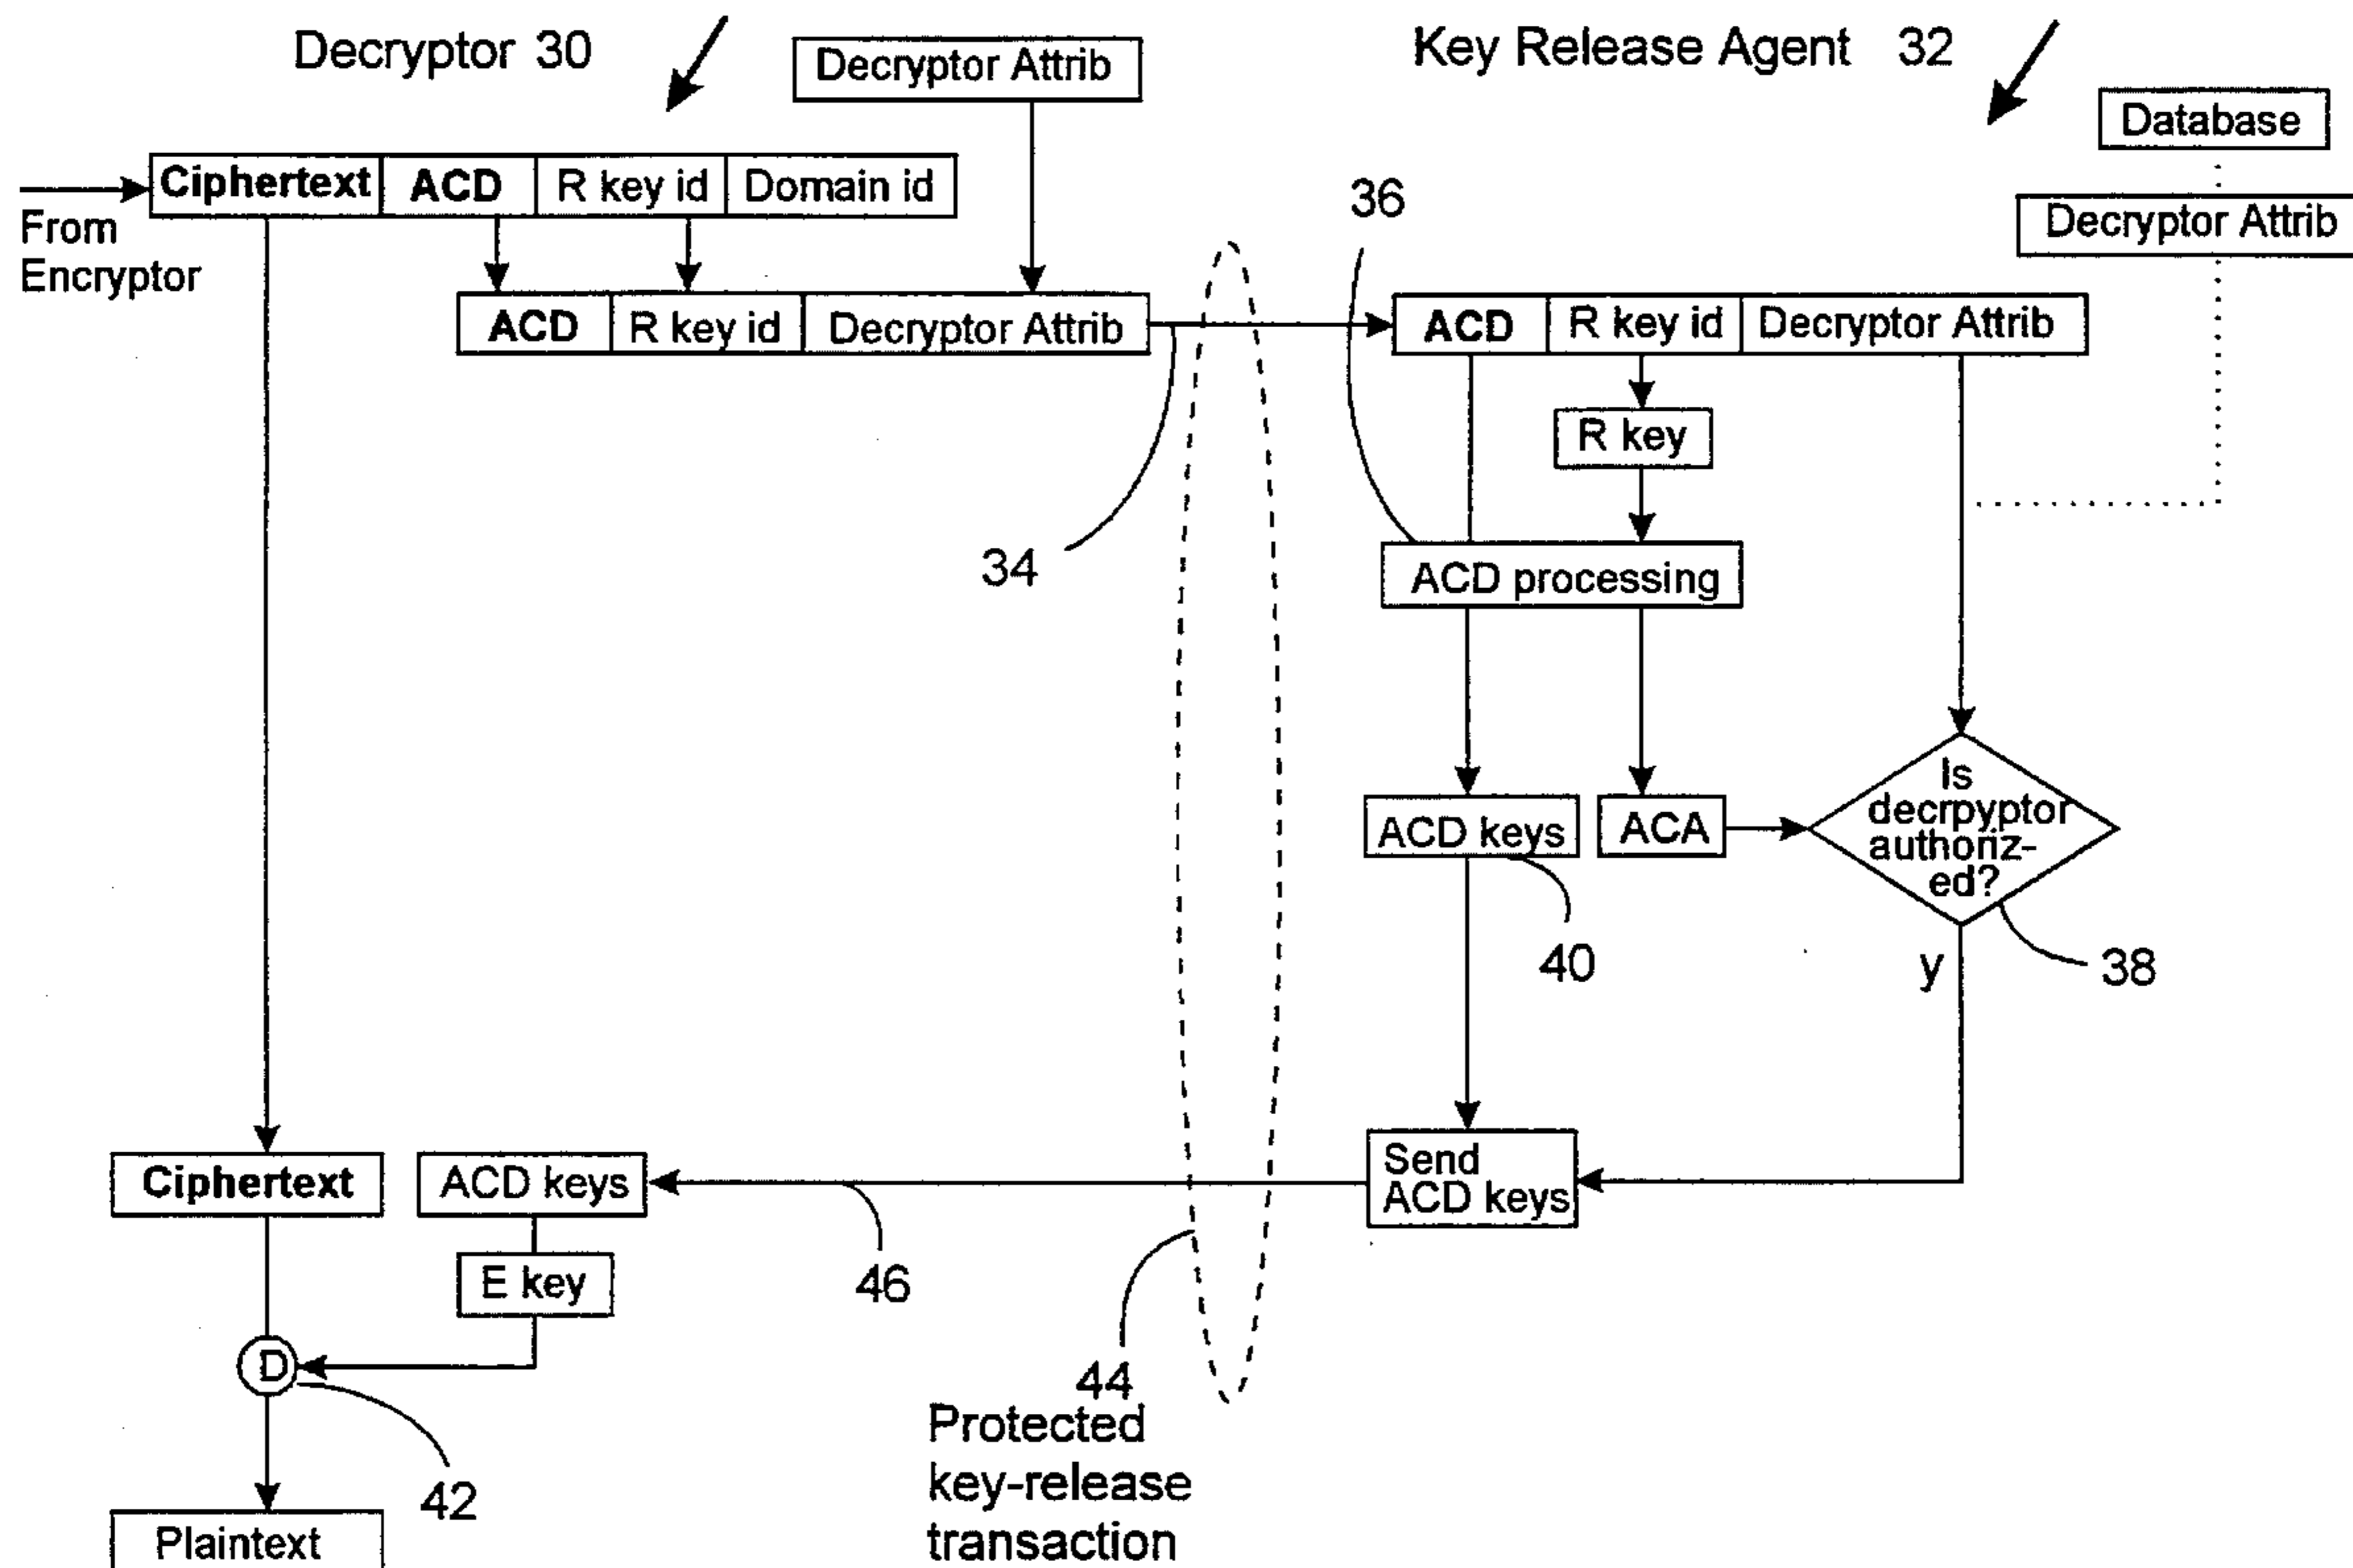 Decryptor 30
Decryptor Attrib
Key Release Agent 32
Database
Decryptor Attrib
From
Encryptor
Ciphertext ACD R key id Domain id
ACD R key id Decryptor Attrib
34
36
ACD R key id Decryptor Attrib
R key
ACD processing
ACD keys
ACA
Is
decrpyptor
authoriz-
ed?
40
y
38
Send
ACD keys
Ciphertext
ACD keys
E key
46
D
42
44
Protected
key-release
transaction
Plaintext